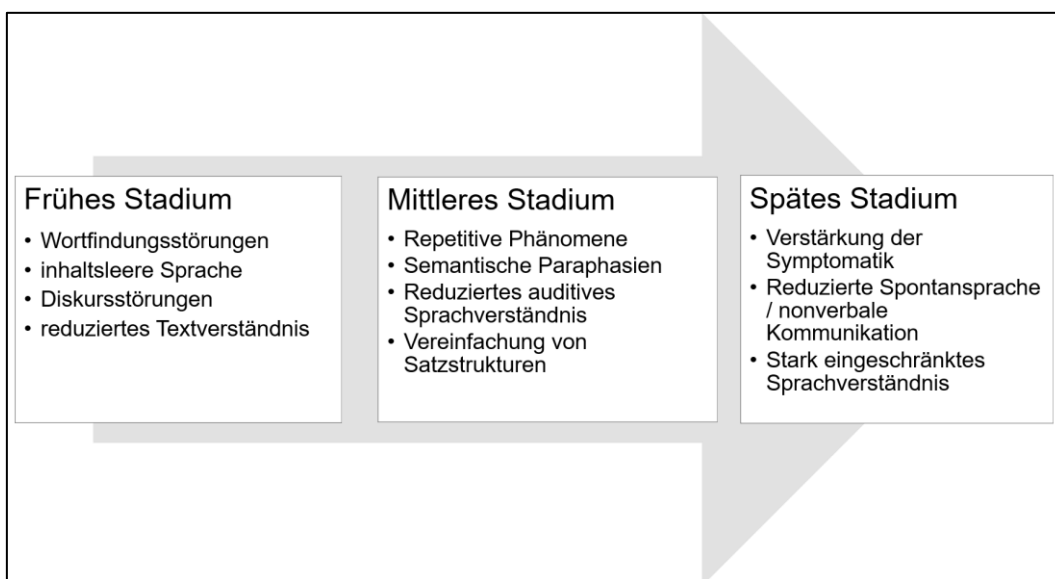 Frühes Stadium
• Wortfindungsstörungen
• inhaltsleere Sprache
• Diskursstörungen
• reduziertes Textverständnis
Mittleres Stadium
• Repetitive Phänomene
• Semantische Paraphasien
• Reduziertes auditives
Sprachverständnis
• Vereinfachung von
Satzstrukturen
Spätes Stadium
• Verstärkung der
Symptomatik
• Reduzierte Spontansprache
/ nonverbale
Kommunikation
• Stark eingeschränktes
Sprachverständnis